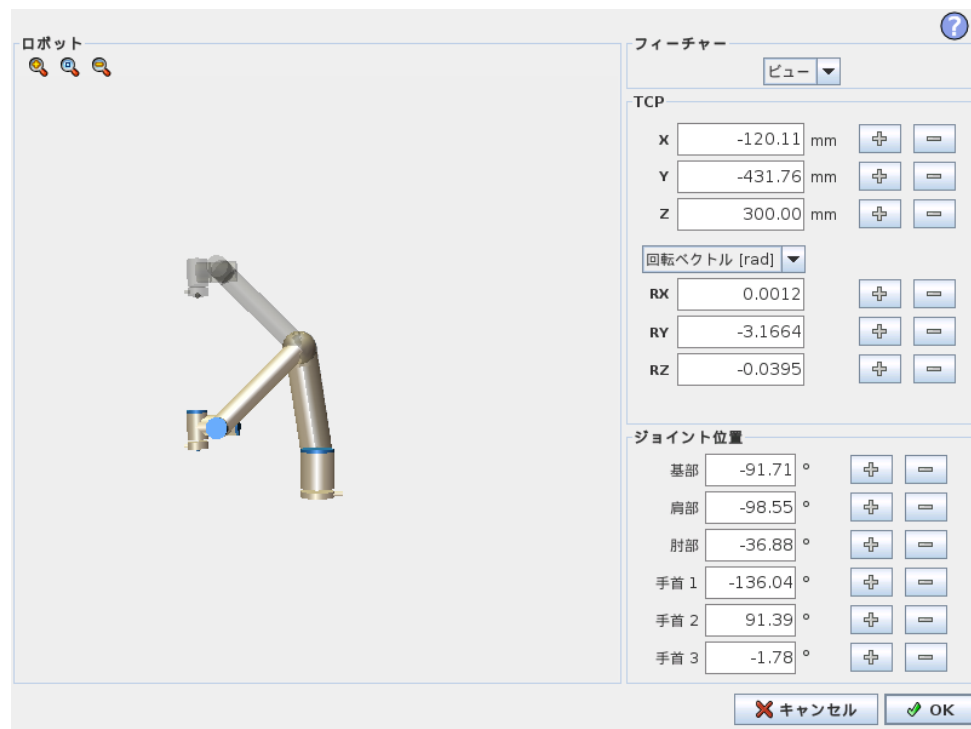 ロボット
フィーチャー
ビュー
TCP
X -120.11 mm
Y -431.76 mm
Z 300.00 mm
回転ベクトル [rad]
RX 0.0012
RY -3.1664
RZ -0.0395
ジョイント位置
基部 -91.71 °
肩部 -98.55 °
肘部 -36.88 °
手首 1 -136.04 °
手首 2 91.39 °
手首 3 -1.78 °
キャンセル OK